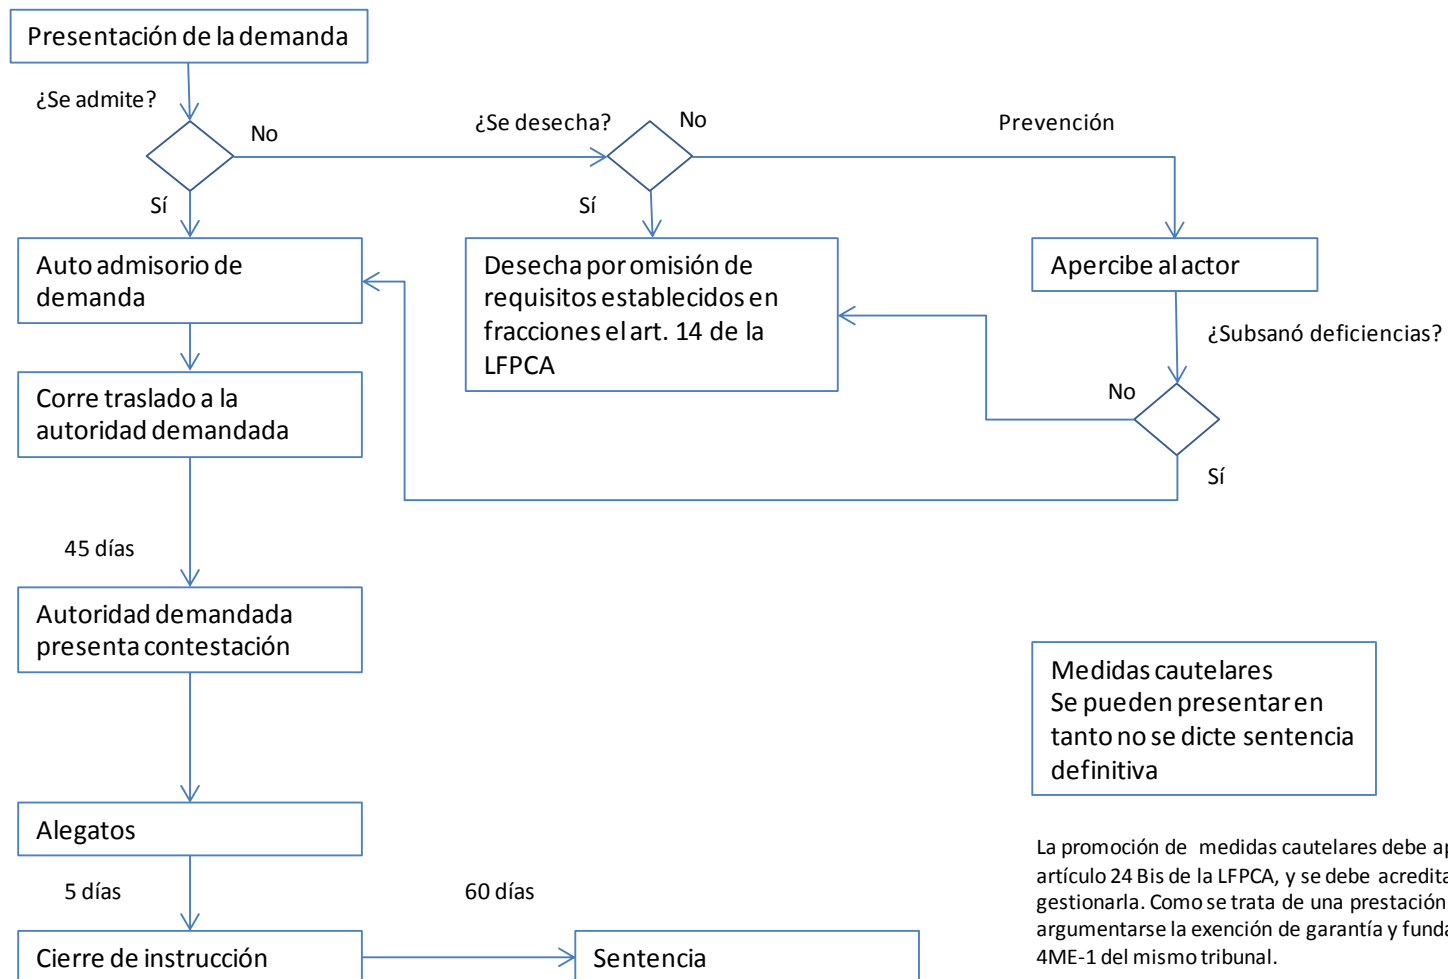 Presentación de la demanda
¿Se admite?
No
¿Se desecha?
No
Prevención
Sí
Sí
Auto admisorio de
demanda
Desecha por omisión de
requisitos establecidos en
fracciones el art. 14 de la
LFPCA
Apercibe al actor
¿Subsanó deficiencias?
Corre traslado a la
autoridad demandada
No
Sí
45 días
Autoridad demandada
presenta contestación
Medidas cautelares
Se pueden presentar en
tanto no se dicte sentencia
definitiva
Alegatos
La promoción de medidas cautelares debe
artículo 24 Bis de la LFPCA, y se debe
gestionarla. Como se trata de una prestación
argumentarse la exención de garantía y
4ME-1 del mismo tribunal.
5 días
60 días
Cierre de instrucción
Sentencia